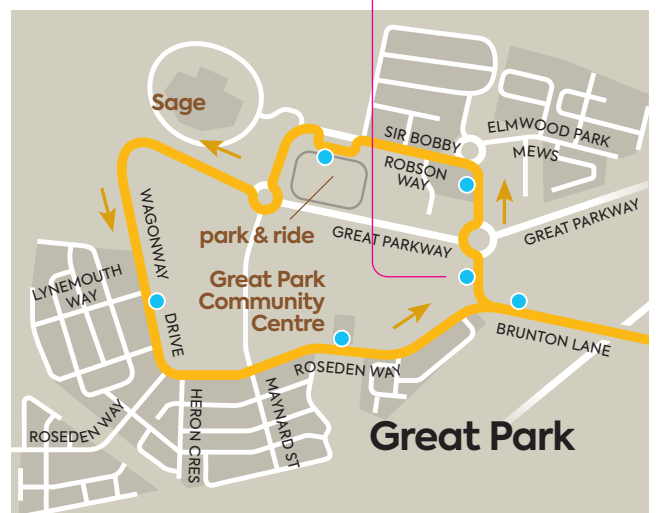 Sage
SIR BOBBY
ROBSON
WAY
ELMWOOD PARK
MEWS
WAGONWAY
DRIVE
park & ride
GREAT PARKWAY
GREAT PARKWAY
LYNEMOUTH
WAY
Great Park
Community
Centre
BRUNTON LANE
ROSEDEN WAY
ROSEDEN WAY
HERON CRES
MAYNARD ST
Great Park